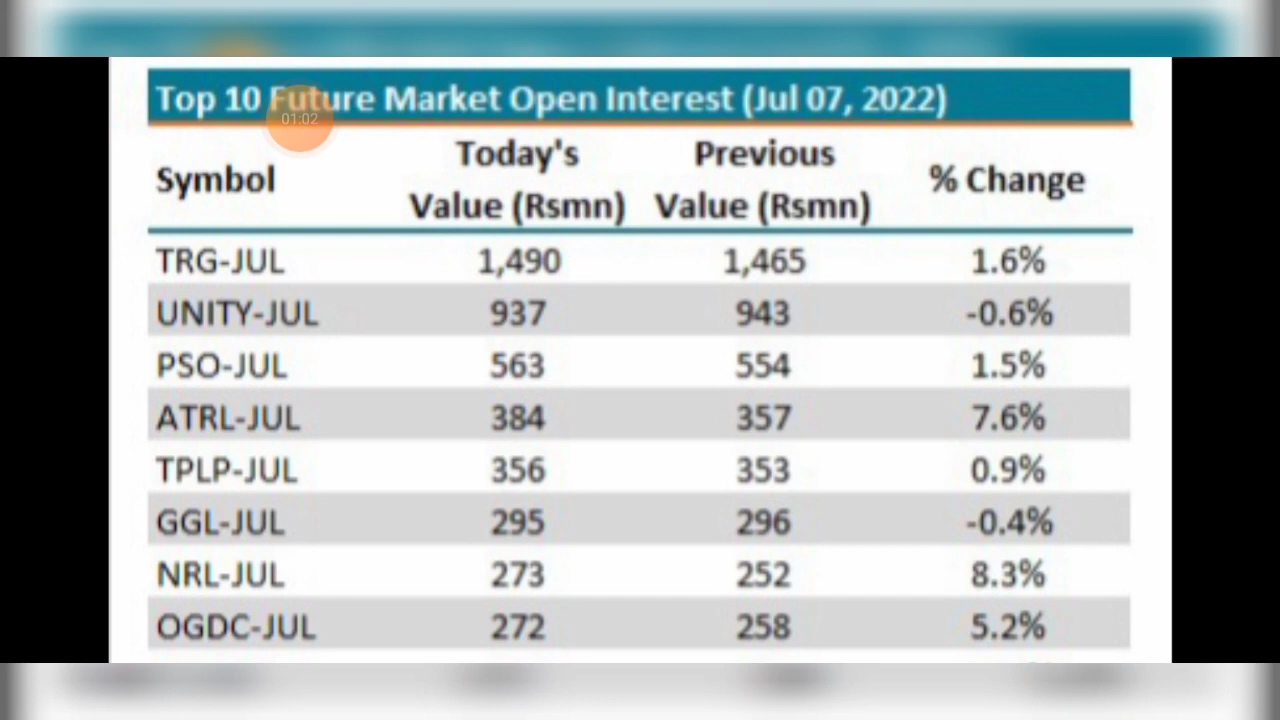 Top 10 Future Market Open Interest (Jul 07, 2022)
01:02
Symbol Today's Value (Rsmn) Previous Value (Rsmn) % Change
TRG-JUL 1,490 1,465 1.6%
UNITY-JUL 937 943 -0.6%
PSO-JUL 563 554 1.5%
ATRL-JUL 384 357 7.6%
TPLP-JUL 356 353 0.9%
GGL-JUL 295 296 -0.4%
NRL-JUL 273 252 8.3%
OGDC-JUL 272 258 5.2%